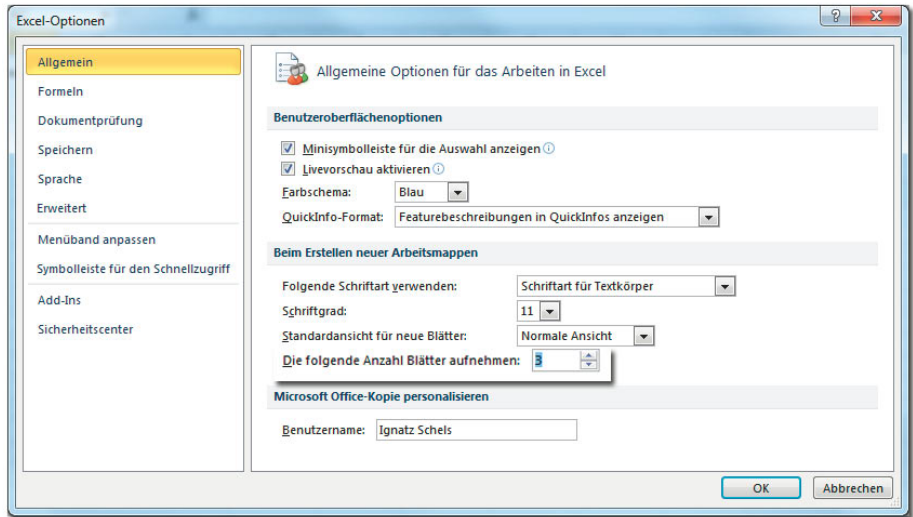 Excel-Optionen
Allgemein
Formeln
Dokumentprüfung
Speichern
Sprache
Erweitert
Menüband anpassen
Symbolleiste für den Schnellzugriff
Add-Ins
Sicherheitscenter
Allgemeine Optionen für das Arbeiten in Excel
Benutzeroberflächenoptionen
Minisymbolleiste für die Auswahl anzeigen
Livevorschau aktivieren
Farbschema: Blau
QuickInfo-Format: Featurebeschreibungen in QuickInfos anzeigen
Beim Erstellen neuer Arbeitsmappen
Folgende Schriftart verwenden: Schriftart für Textkörper
Schriftgrad: 11
Standardansicht für neue Blätter: Normale Ansicht
Die folgende Anzahl Blätter aufnehmen: 3
Microsoft Office-Kopie personalisieren
Benutzername: Ignatz Schels
OK Abbrechen